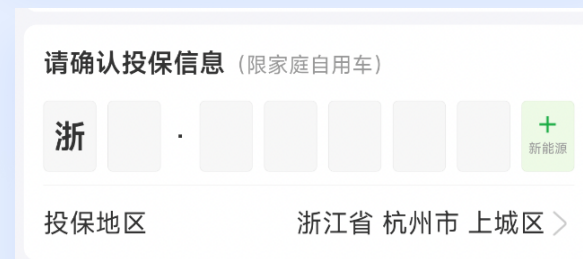 请确认投保信息（限家庭自用车）
浙 · + 新能源
投保地区 浙江省 杭州市 上城区